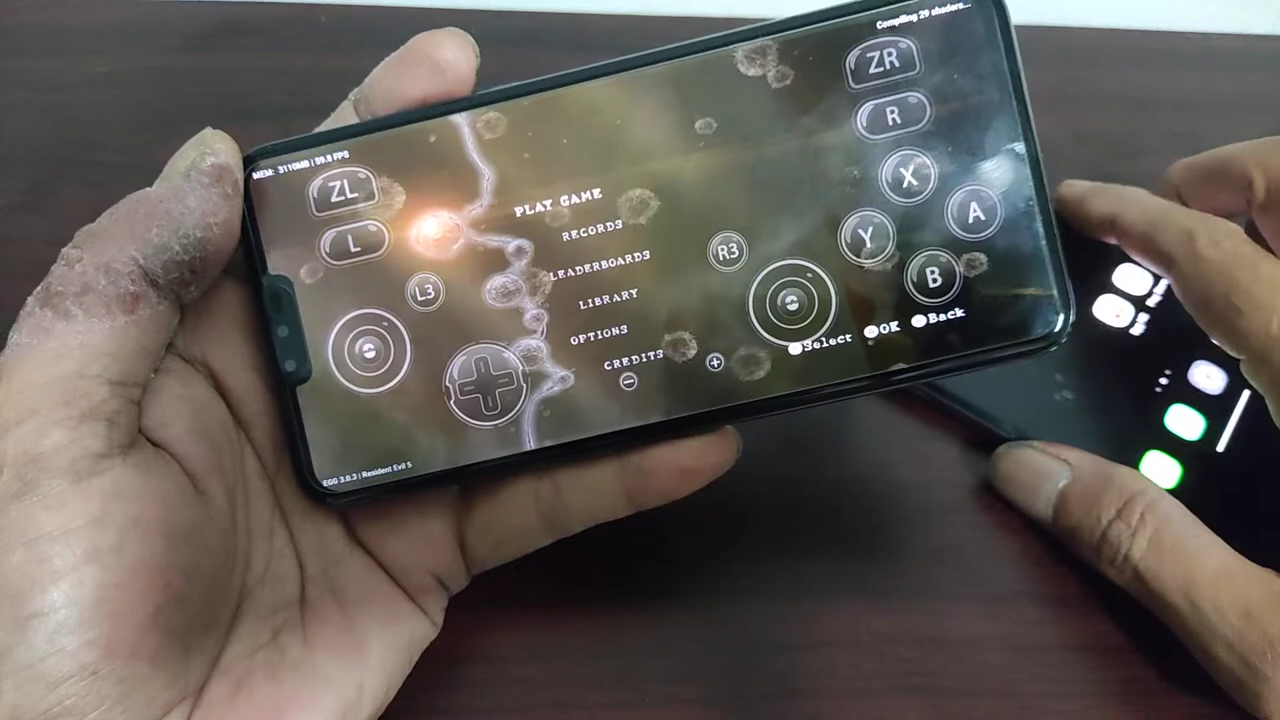 Compiling 29 shaders...
MEM: 3110MB | 59.8 FPS
ZL
L
L3
PLAY GAME
RECORDS
LEADERBOARDS
LIBRARY
OPTIONS
CREDITS
ZR
R
X
A
Y
B
R3
Select
OK
Back
EGG 3.0.3 | Resident Evil 5